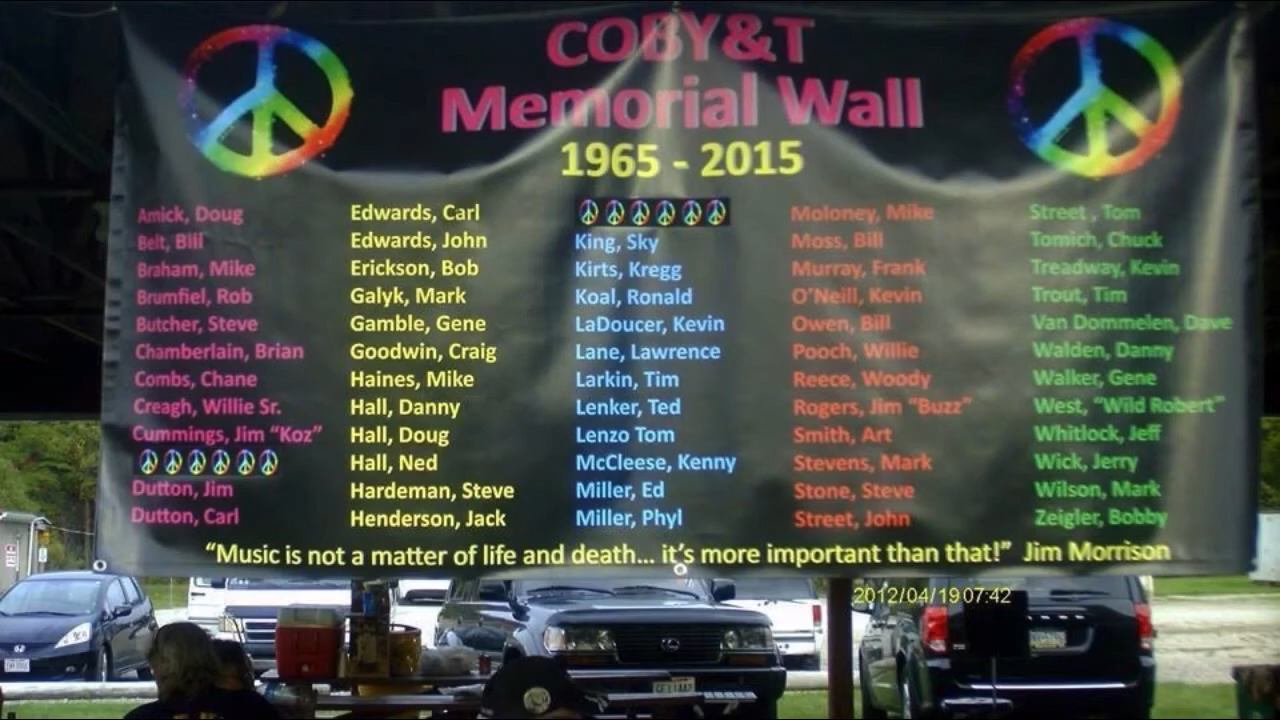 COBY&T
Memorial Wall
1965 - 2015
Amick, Doug
Belt, Bill
Braham, Mike
Brumfiel, Rob
Butcher, Steve
Chamberlain, Brian
Combs, Chane
Creagh, Willie Sr.
Cummings, Jim “Koz”
Dutton, Jim
Dutton, Carl
Edwards, Carl
Edwards, John
Erickson, Bob
Galyk, Mark
Gamble, Gene
Goodwin, Craig
Haines, Mike
Hall, Danny
Hall, Doug
Hall, Ned
Hardeman, Steve
Henderson, Jack
King, Sky
Kirts, Kregg
Koal, Ronald
LaDoucer, Kevin
Lane, Lawrence
Larkin, Tim
Lenker, Ted
Lenzo Tom
McCleese, Kenny
Miller, Ed
Miller, Phyl
Moloney, Mike
Moss, Bill
Murray, Frank
O’Neill, Kevin
Owen, Bill
Pooch, Willie
Reece, Woody
Rogers, Jim “Buzz”
Smith, Art
Stevens, Mark
Stone, Steve
Street, John
Street , Tom
Tomich, Chuck
Treadway, Kevin
Trout, Tim
Van Dommelen, Dave
Walden, Danny
Walker, Gene
West, “Wild Robert”
Whitlock, Jeff
Wick, Jerry
Wilson, Mark
Zeigler, Bobby
“Music is not a matter of life and death... it’s more important than that!” Jim Morrison
2012/04/19 07:42